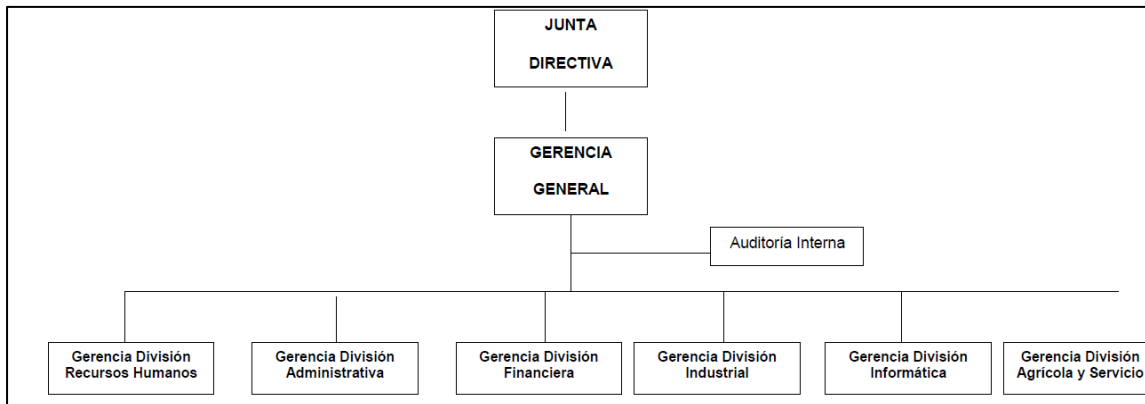 JUNTA
DIRECTIVA
GERENCIA
GENERAL
Auditoría Interna
Gerencia División
Recursos Humanos
Gerencia División
Administrativa
Gerencia División
Financiera
Gerencia División
Industrial
Gerencia División
Informática
Gerencia División
Agrícola y Servicio